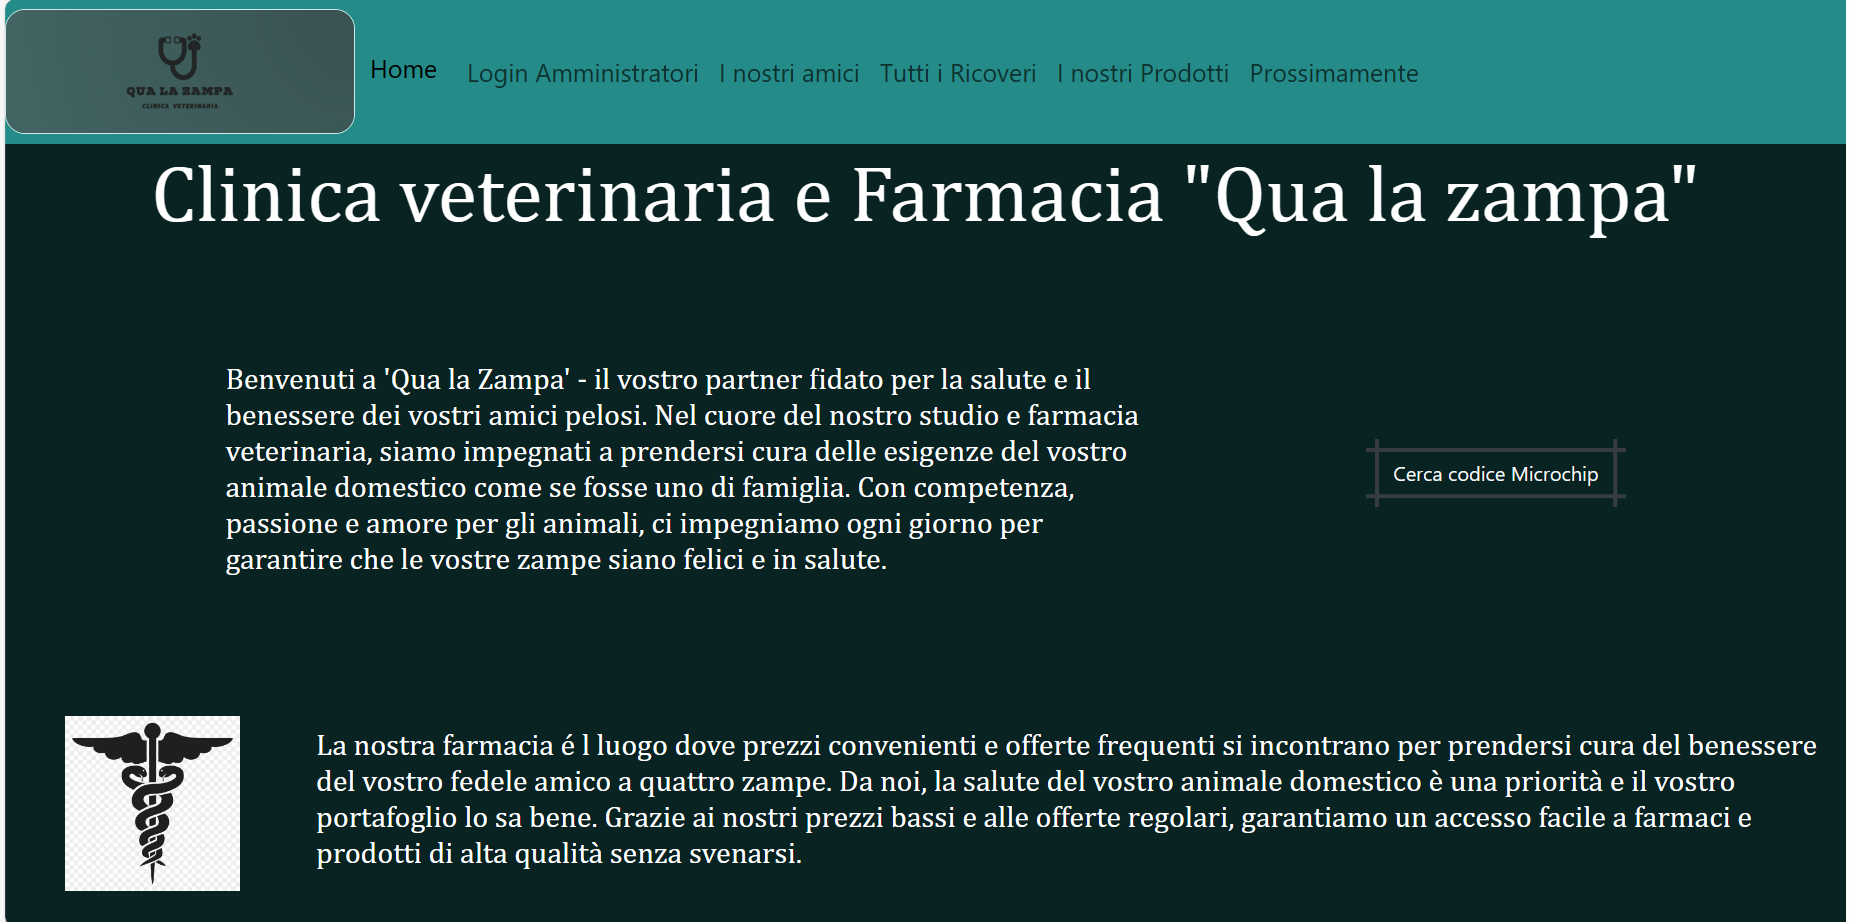 QUA LA ZAMPA
CLINICA VETERINARIA
Home Login Amministratori I nostri amici Tutti i Ricoveri I nostri Prodotti Prossimamente
Clinica veterinaria e Farmacia "Qua la zampa"
Benvenuti a 'Qua la Zampa' - il vostro partner fidato per la salute e il
benessere dei vostri amici pelosi. Nel cuore del nostro studio e farmacia
veterinaria, siamo impegnati a prendersi cura delle esigenze del vostro
animale domestico come se fosse uno di famiglia. Con competenza,
passione e amore per gli animali, ci impegniamo ogni giorno per
garantire che le vostre zampe siano felici e in salute.
Cerca codice Microchip
La nostra farmacia é l luogo dove prezzi convenienti e offerte frequenti si incontrano per prendersi cura del benessere
del vostro fedele amico a quattro zampe. Da noi, la salute del vostro animale domestico è una priorità e il vostro
portafoglio lo sa bene. Grazie ai nostri prezzi bassi e alle offerte regolari, garantiamo un accesso facile a farmaci e
prodotti di alta qualità senza svenarsi.